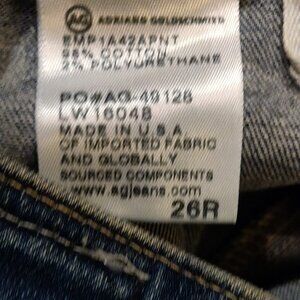 AG ADRIANO GOLDSCHMIED
98% COTTON
2% POLYURETHANE
PO#AG-49128
LW16048
MADE IN U.S.A.
OF IMPORTED FABRIC
AND GLOBALLY
SOURCED COMPONENTS
www.agjeans.com
26R